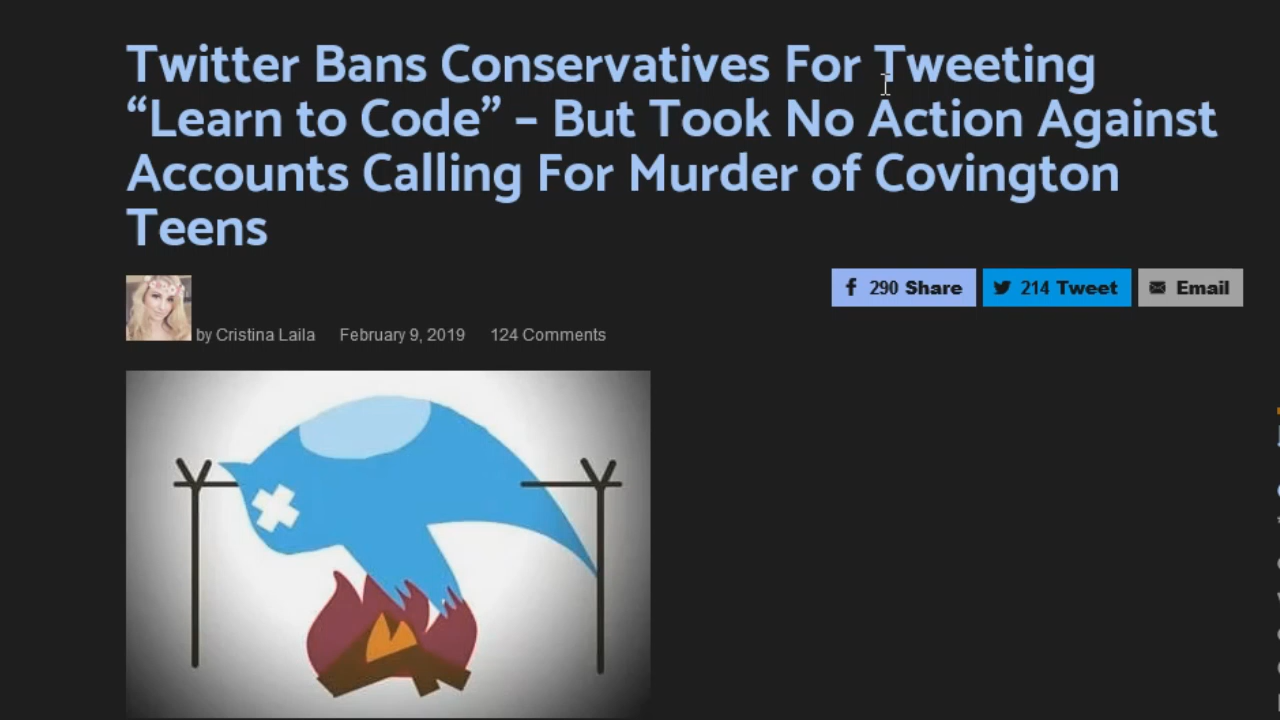 Twitter Bans Conservatives For Tweeting
“Learn to Code” – But Took No Action Against
Accounts Calling For Murder of Covington
Teens
290 Share 214 Tweet Email
by Cristina Laila February 9, 2019 124 Comments